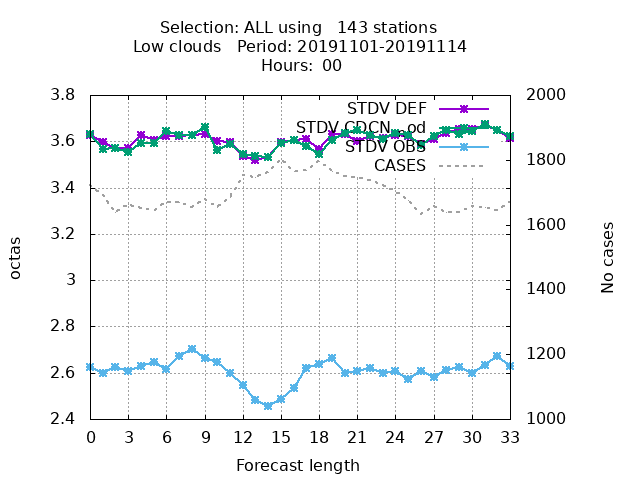 Selection: ALL using 143 stations
Low clouds Period: 20191101-20191114
Hours: 00
3.8
3.6
3.4
3.2
3
2.8
2.6
2.4
octas
2000
1800
1600
1400
1200
1000
No cases
STDV DEF
STDV CDCN_
STDV OBS
CASES
0 3 6 9 12 15 18 21 24 27 30 33
Forecast length